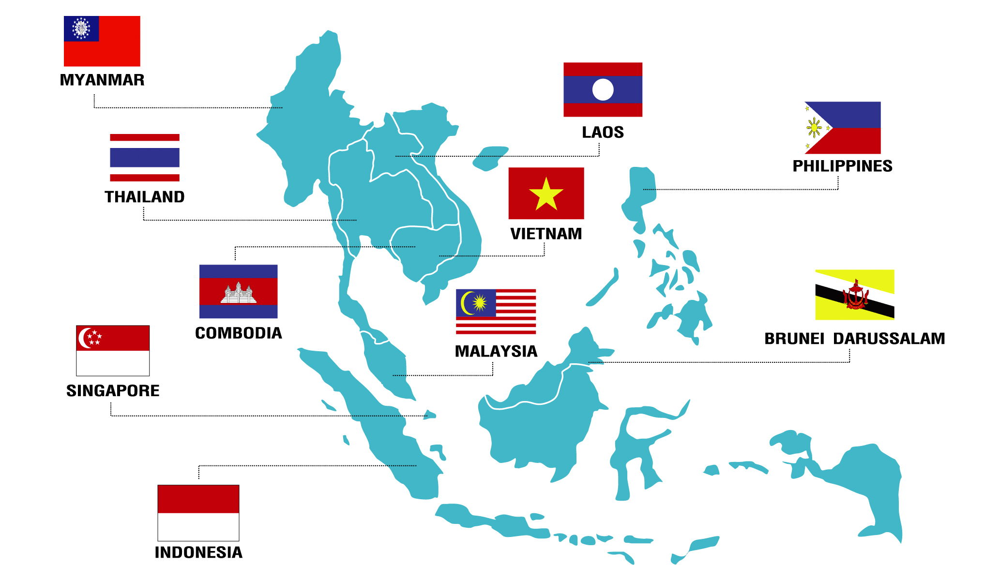 MYANMAR
LAOS
PHILIPPINES
THAILAND
VIETNAM
COMBODIA
BRUNEI DARUSSALAM
MALAYSIA
SINGAPORE
INDONESIA